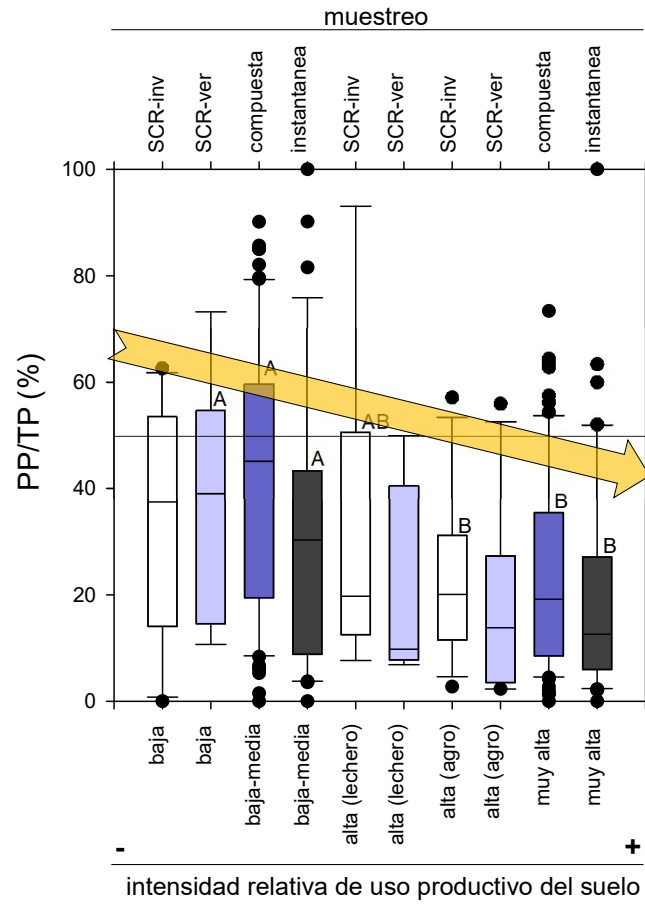 muestreo
SCR-inv
SCR-ver
compuesta
instantanea
SCR-inv
SCR-ver
SCR-inv
SCR-ver
compuesta
instantanea
PP/TP (%)
100
80
60
40
20
0
A
A
A
AB
B
B
B
baja
baja
baja-media
baja-media
alta (lechero)
alta (lechero)
alta (agro)
alta (agro)
muy alta
muy alta
- +
intensidad relativa de uso productivo del suelo